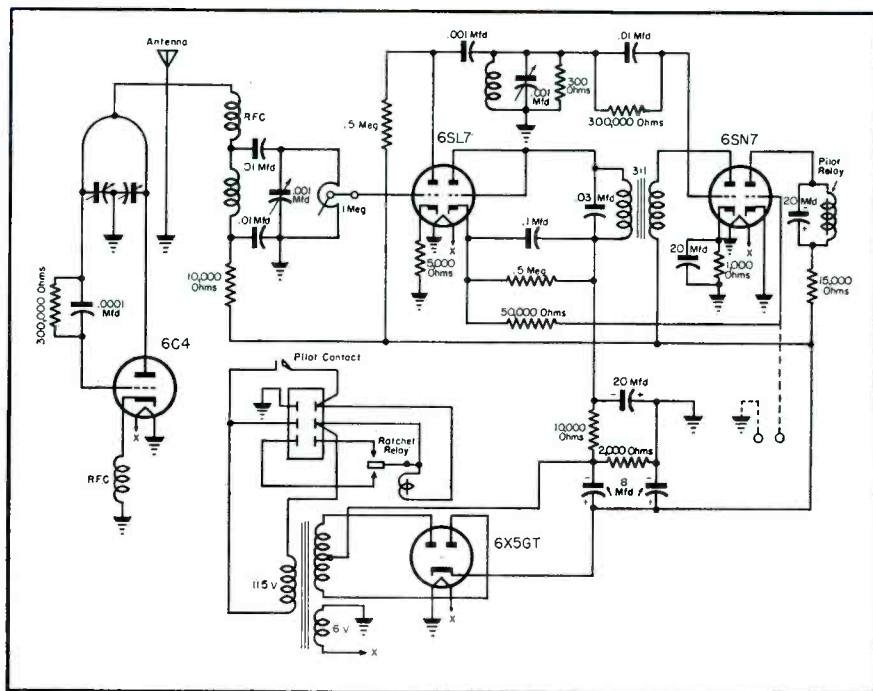 Antenna
RFC
.01 Mfd
.01 Mfd
.001
Mfd
.1 Meg
10,000
Ohms
300,000 Ohms
.0001
Mfd
6C4
X
RFC
.5 Meg
.001 Mfd
.001
Mfd
300
Ohms
.01 Mfd
300,000 Ohms
6SL7
5,000
Ohms
X
.03 Mfd
3:1
.1 Mfd
.5 Meg
50,000 Ohms
6SN7
Pilot
Relay
20 Mfd
- +
20
Mfd
1,000
Ohms
X
15,000
Ohms
Pilot Contact
Ratchet
Relay
115 V
6 V
X
6X5GT
X
20 Mfd
- +
10,000
Ohms
2,000 Ohms
8
Mfd
- -
+ +